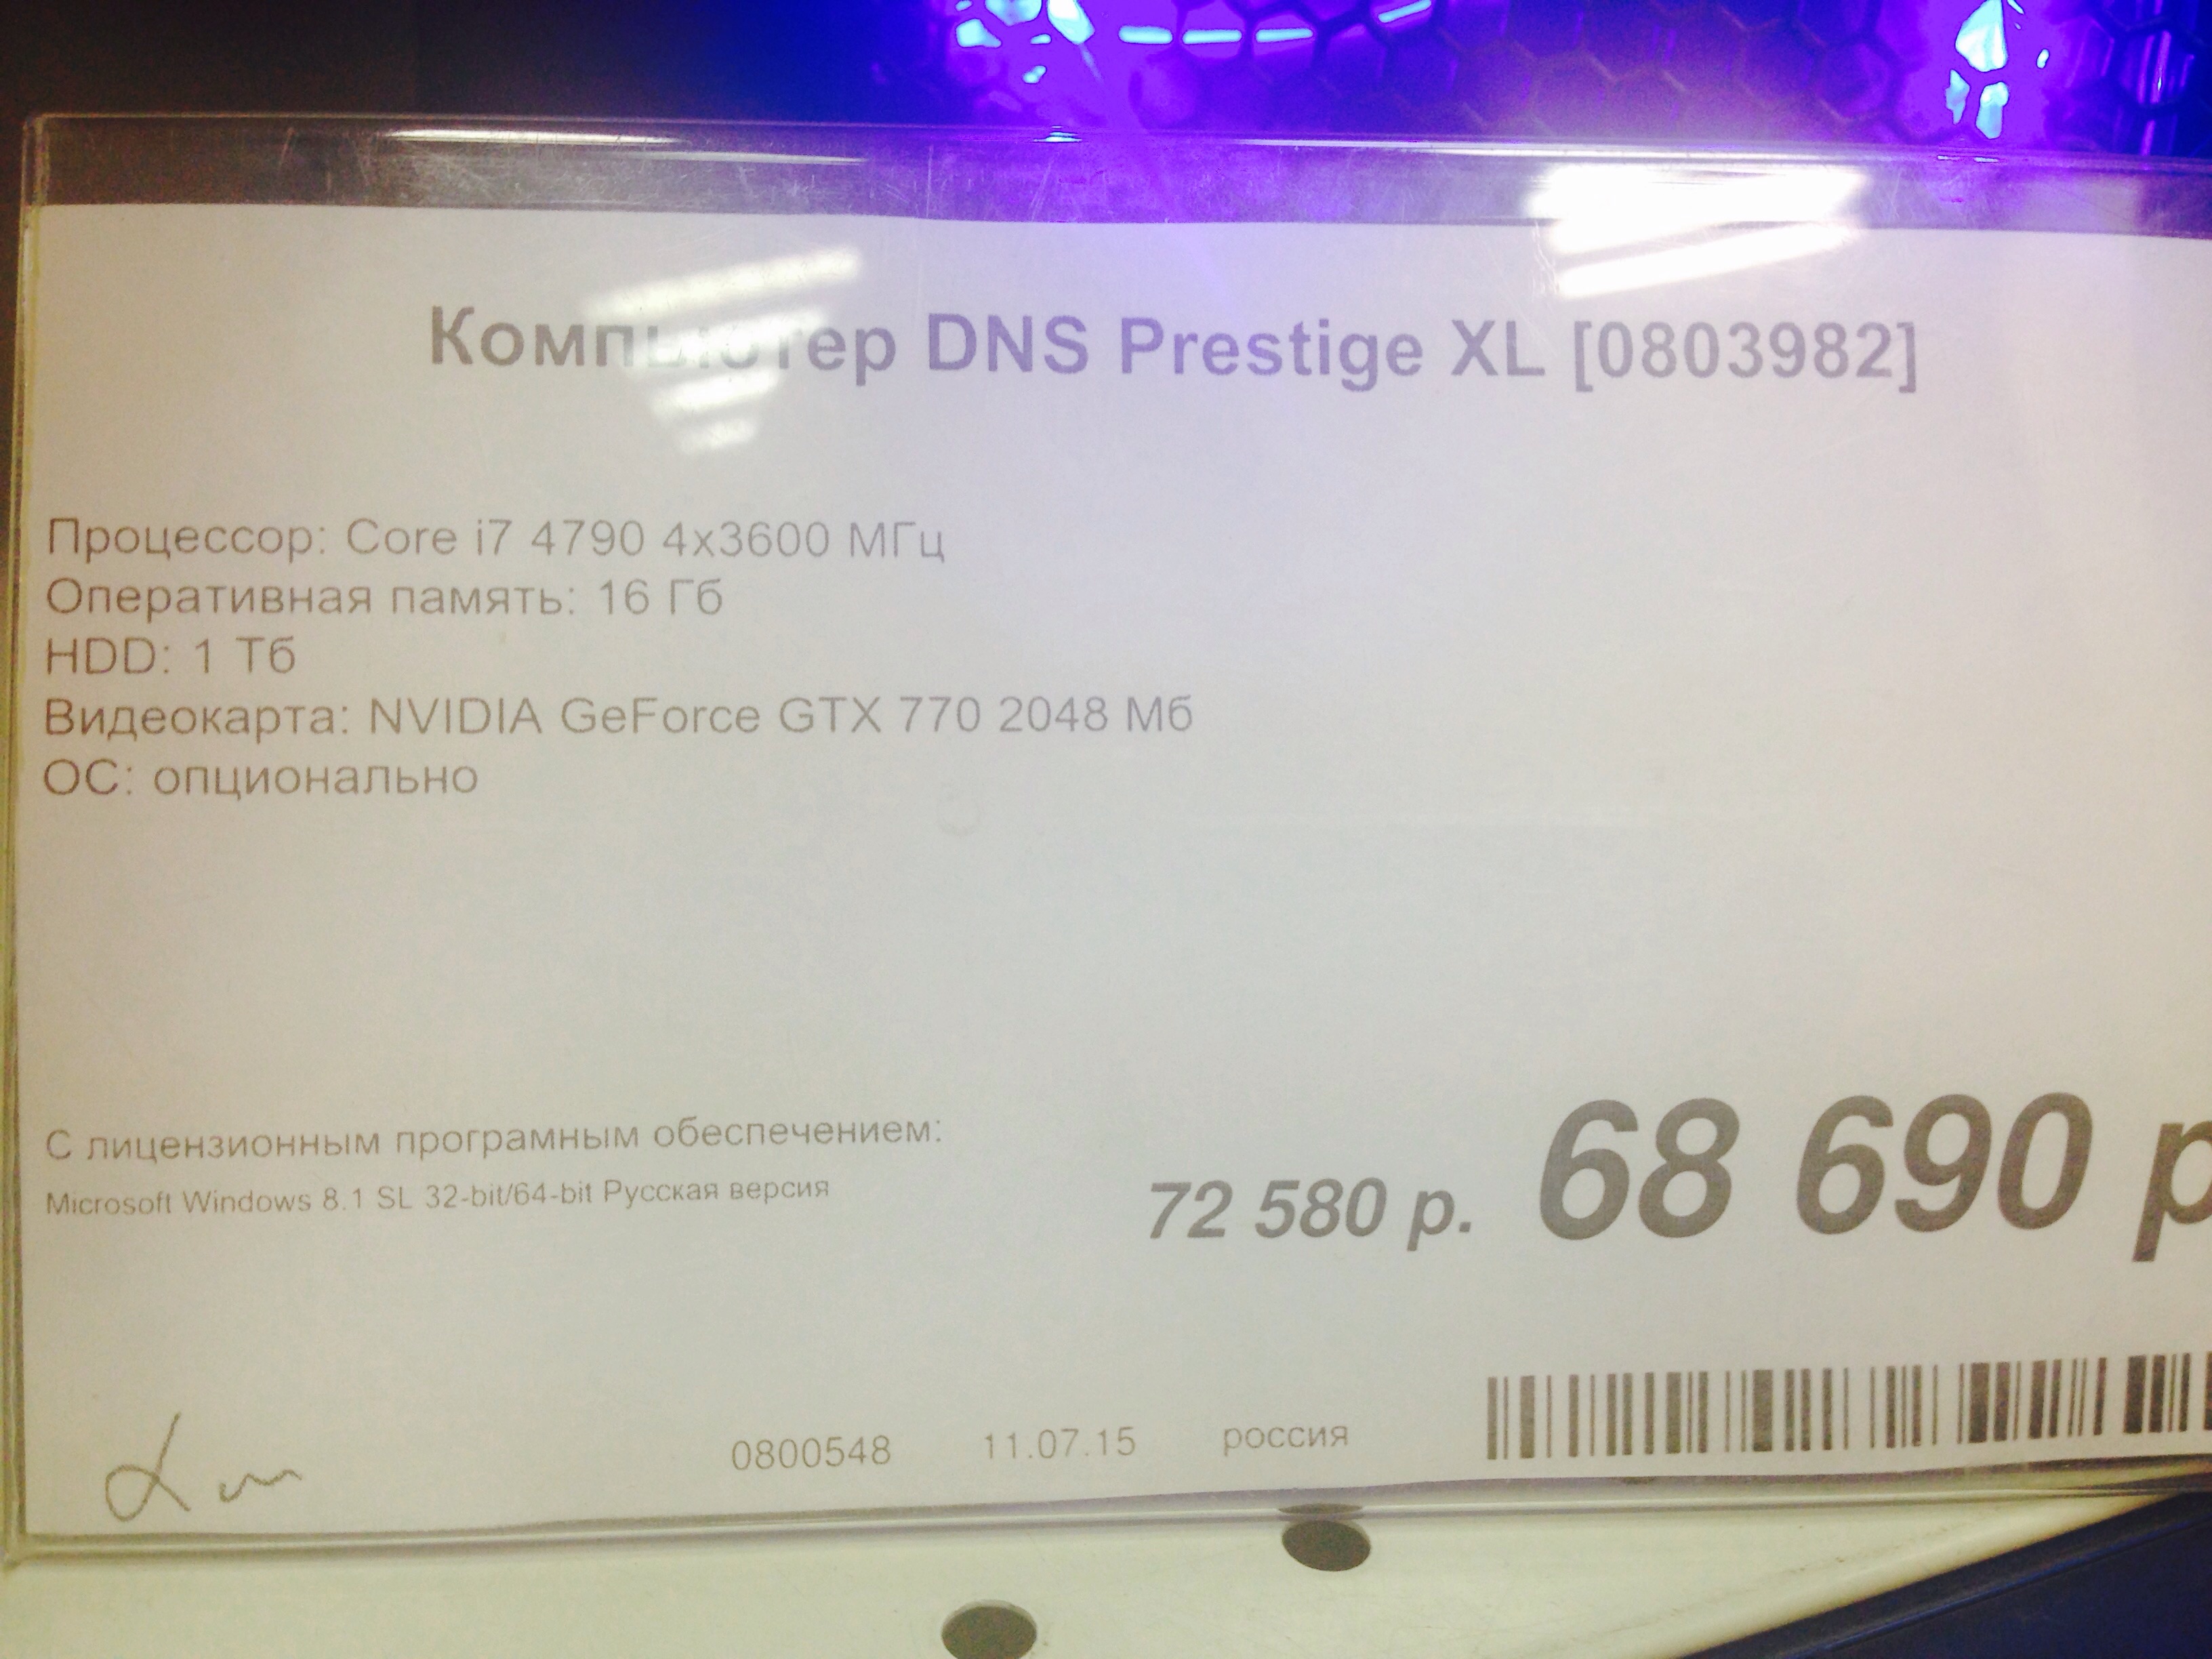 Компьютер DNS Prestige XL [0803982]
Процессор: Core i7 4790 4x3600 МГц
Оперативная память: 16 Гб
HDD: 1 Тб
Видеокарта: NVIDIA GeForce GTX 770 2048 Мб
ОС: опционально
С лицензионным програмным обеспечением:
Microsoft Windows 8.1 SL 32-bit/64-bit Русская версия
72 580 р. 68 690 р
0800548 11.07.15 россия